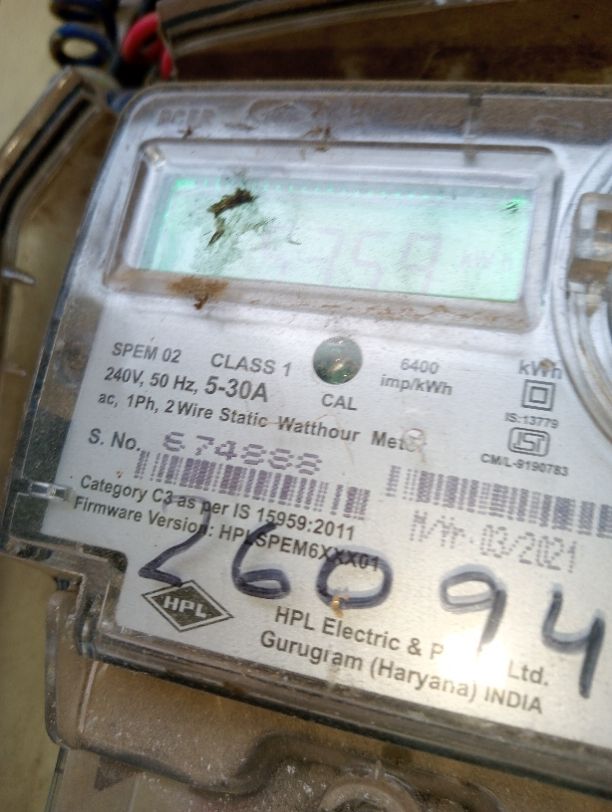 SPEM 02 CLASS 1
6400
imp/kWh
kWh
240V, 50 Hz, 5-30A
CAL
ac, 1Ph, 2 Wire Static Watthour Meter
IS:13779
CM/L-9190783
S. No. 674888
Category C3 as per IS 15959:2011
Firmware Version: HPLSPEM6XXX01
M/Yr. 03/2021
26094
HPL
HPL Electric & P Ltd.
Gurugram (Haryana) INDIA